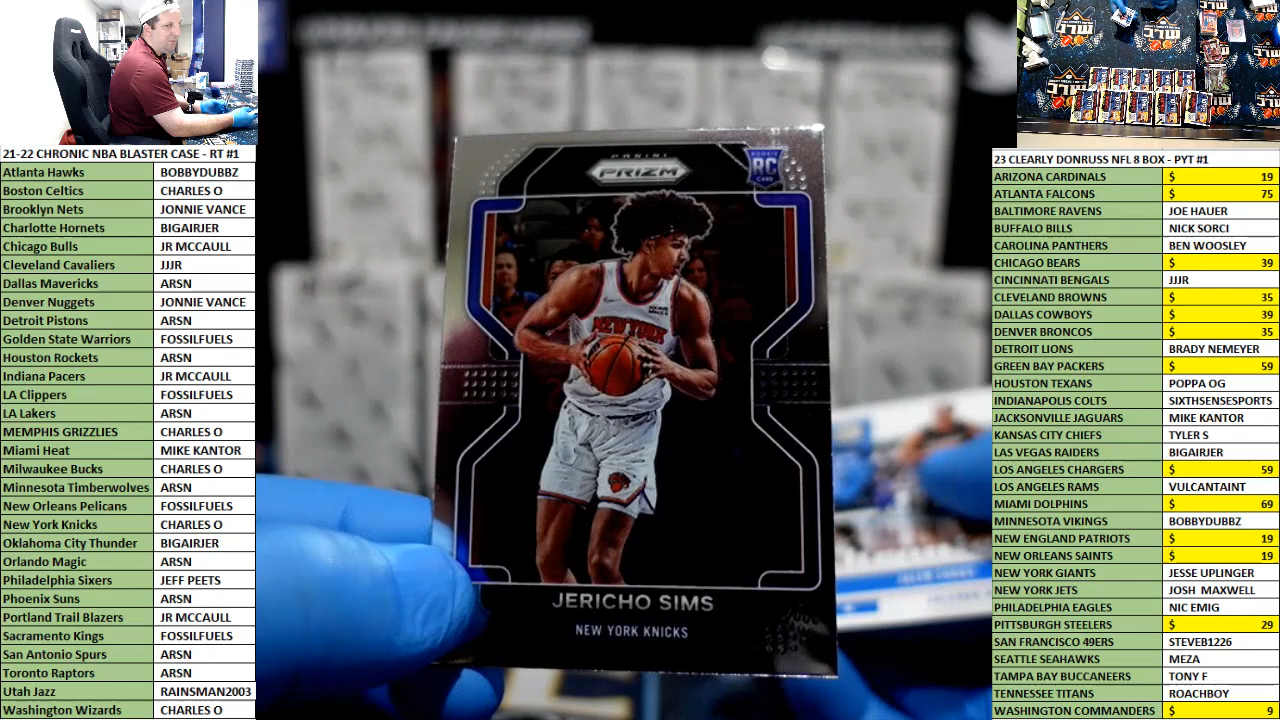 21-22 CHRONIC NBA BLASTER CASE - RT #1
Atlanta Hawks BOBBYDUBBZ
Boston Celtics CHARLES O
Brooklyn Nets JONNIE VANCE
Charlotte Hornets BIGAIRJER
Chicago Bulls JR MCCAULL
Cleveland Cavaliers JJJR
Dallas Mavericks ARSN
Denver Nuggets JONNIE VANCE
Detroit Pistons ARSN
Golden State Warriors FOSSILFUELS
Houston Rockets ARSN
Indiana Pacers JR MCCAULL
LA Clippers FOSSILFUELS
LA Lakers ARSN
MEMPHIS GRIZZLIES CHARLES O
Miami Heat MIKE KANTOR
Milwaukee Bucks CHARLES O
Minnesota Timberwolves ARSN
New Orleans Pelicans FOSSILFUELS
New York Knicks CHARLES O
Oklahoma City Thunder BIGAIRJER
Orlando Magic ARSN
Philadelphia Sixers JEFF PEETS
Phoenix Suns ARSN
Portland Trail Blazers JR MCCAULL
Sacramento Kings FOSSILFUELS
San Antonio Spurs ARSN
Toronto Raptors ARSN
Utah Jazz RAINSMAN2003
Washington Wizards CHARLES O
PANINI
PRIZM
ROOKIE
RC
CARD
NEW YORK
JERICHO SIMS
NEW YORK KNICKS
23 CLEARLY DONRUSS NFL 8 BOX - PYT #1
ARIZONA CARDINALS $ 19
ATLANTA FALCONS $ 75
BALTIMORE RAVENS JOE HAUER
BUFFALO BILLS NICK SORCI
CAROLINA PANTHERS BEN WOOSLEY
CHICAGO BEARS $ 39
CINCINNATI BENGALS JJJR
CLEVELAND BROWNS $ 35
DALLAS COWBOYS $ 39
DENVER BRONCOS $ 35
DETROIT LIONS BRADY NEMEYER
GREEN BAY PACKERS $ 59
HOUSTON TEXANS POPPA OG
INDIANAPOLIS COLTS SIXTHSENSESPORTS
JACKSONVILLE JAGUARS MIKE KANTOR
KANSAS CITY CHIEFS TYLER S
LAS VEGAS RAIDERS BIGAIRJER
LOS ANGELES CHARGERS $ 59
LOS ANGELES RAMS VULCANTAINT
MIAMI DOLPHINS $ 69
MINNESOTA VIKINGS BOBBYDUBBZ
NEW ENGLAND PATRIOTS $ 19
NEW ORLEANS SAINTS $ 19
NEW YORK GIANTS JESSE UPLINGER
NEW YORK JETS JOSH MAXWELL
PHILADELPHIA EAGLES NIC EMIG
PITTSBURGH STEELERS $ 29
SAN FRANCISCO 49ERS STEVEB1226
SEATTLE SEAHAWKS MEZA
TAMPA BAY BUCCANEERS TONY F
TENNESSEE TITANS ROACHBOY
WASHINGTON COMMANDERS $ 9